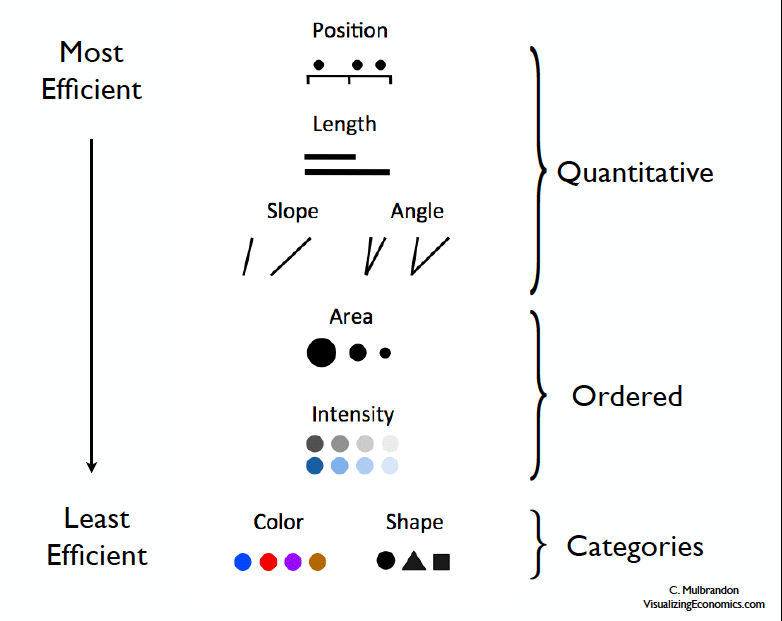 Most
Efficient
Position
Length
Slope
Angle
Quantitative
Area
Intensity
Ordered
Least
Efficient
Color
Shape
Categories
C. Mulbrandon
VisualizingEconomics.com